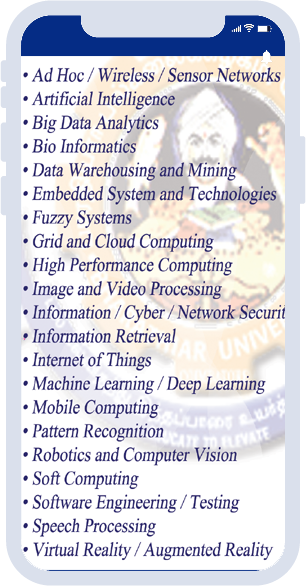 • Ad Hoc / Wireless / Sensor Networks
• Artificial Intelligence
• Big Data Analytics
• Bio Informatics
• Data Warehousing and Mining
• Embedded System and Technologies
• Fuzzy Systems
• Grid and Cloud Computing
• High Performance Computing
• Image and Video Processing
• Information / Cyber / Network Securit
• Information Retrieval
• Internet of Things
• Machine Learning / Deep Learning
• Mobile Computing
• Pattern Recognition
• Robotics and Computer Vision
• Soft Computing
• Software Engineering / Testing
• Speech Processing
• Virtual Reality / Augmented Reality